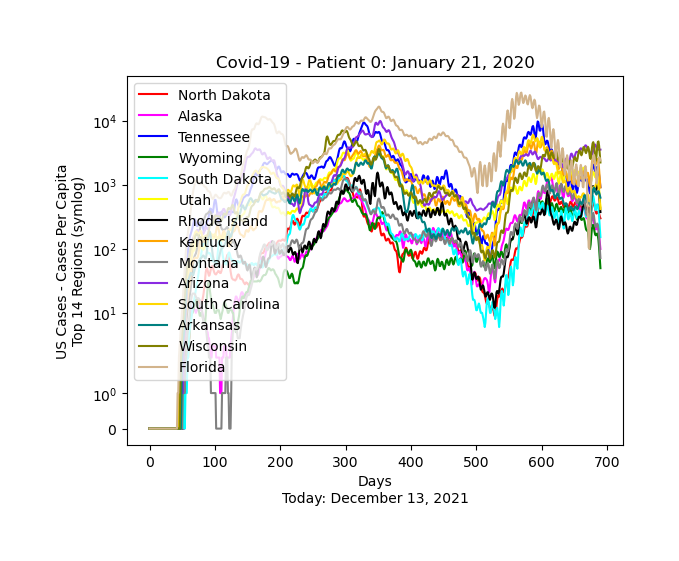 Covid-19 - Patient 0: January 21, 2020
US Cases - Cases Per Capita
Top 14 Regions (symlog)
10^4
10^3
10^2
10^1
10^0
0
North Dakota
Alaska
Tennessee
Wyoming
South Dakota
Utah
Rhode Island
Kentucky
Montana
Arizona
South Carolina
Arkansas
Wisconsin
Florida
0 100 200 300 400 500 600 700
Days
Today: December 13, 2021